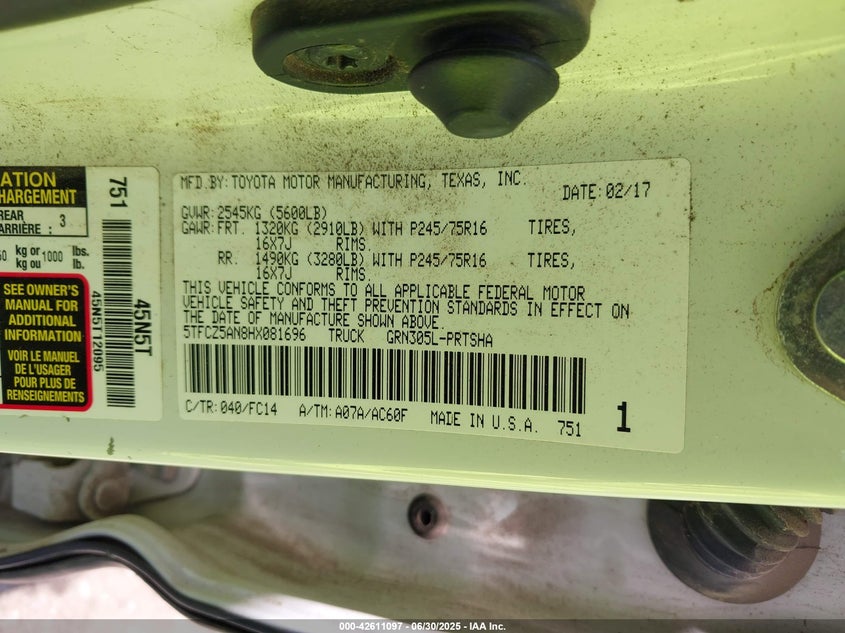 ATION
HARGEMENT
REAR
ARRIÈRE : 3
kg or 1000 lbs.
kg ou lb.
SEE OWNER'S
MANUAL FOR
ADDITIONAL
INFORMATION
VOIR LE MANUEL
DE L'USAGER
POUR PLUS DE
RENSEIGNEMENTS
751
45N5T12095
45N5T
MFD.BY:TOYOTA MOTOR MANUFACTURING, TEXAS, INC.
DATE:02/17
GVWR:2545KG (5600LB)
GAWR:FRT. 1320KG (2910LB) WITH P245/75R16 TIRES,
16X7J RIMS.
RR. 1490KG (3280LB) WITH P245/75R16 TIRES,
16X7J RIMS.
THIS VEHICLE CONFORMS TO ALL APPLICABLE FEDERAL MOTOR
VEHICLE SAFETY AND THEFT PREVENTION STANDARDS IN EFFECT ON
THE DATE OF MANUFACTURE SHOWN ABOVE.
5TFCZ5AN8HX081696 TRUCK GRN305L-PRTSHA
C/TR:040/FC14 A/TM:A07A/AC60F MADE IN U.S.A. 751 1
000-42611097 - 06/30/2025 - IAA Inc.